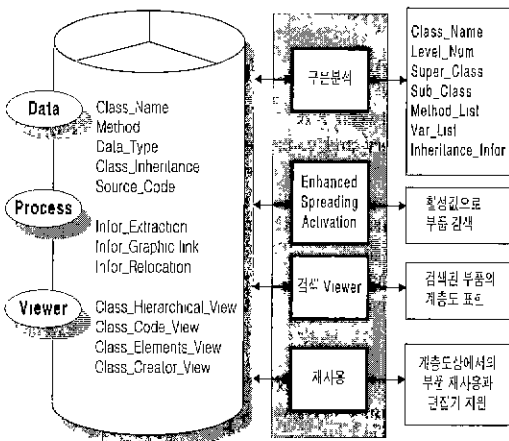 Data
Class_Name
Method
Data_Type
Class_Inheritance
Source_Code
Process
Infor_Extraction
Infor_Graphic link
Infor_Relocation
Viewer
Class_Hierarchical_View
Class_Code_View
Class_Elements_View
Class_Creator_View
구문분석
Enhanced
Spreading
Activation
검색 Viewer
재사용
Class_Name
Level_Num
Super_Class
Sub_Class
Method_List
Var_List
Inheritance_Infor
활성값으로
부품 검색
검색된 부품의
계층도 표현
계층도상에서의
부품 재사용과
편집기 지원